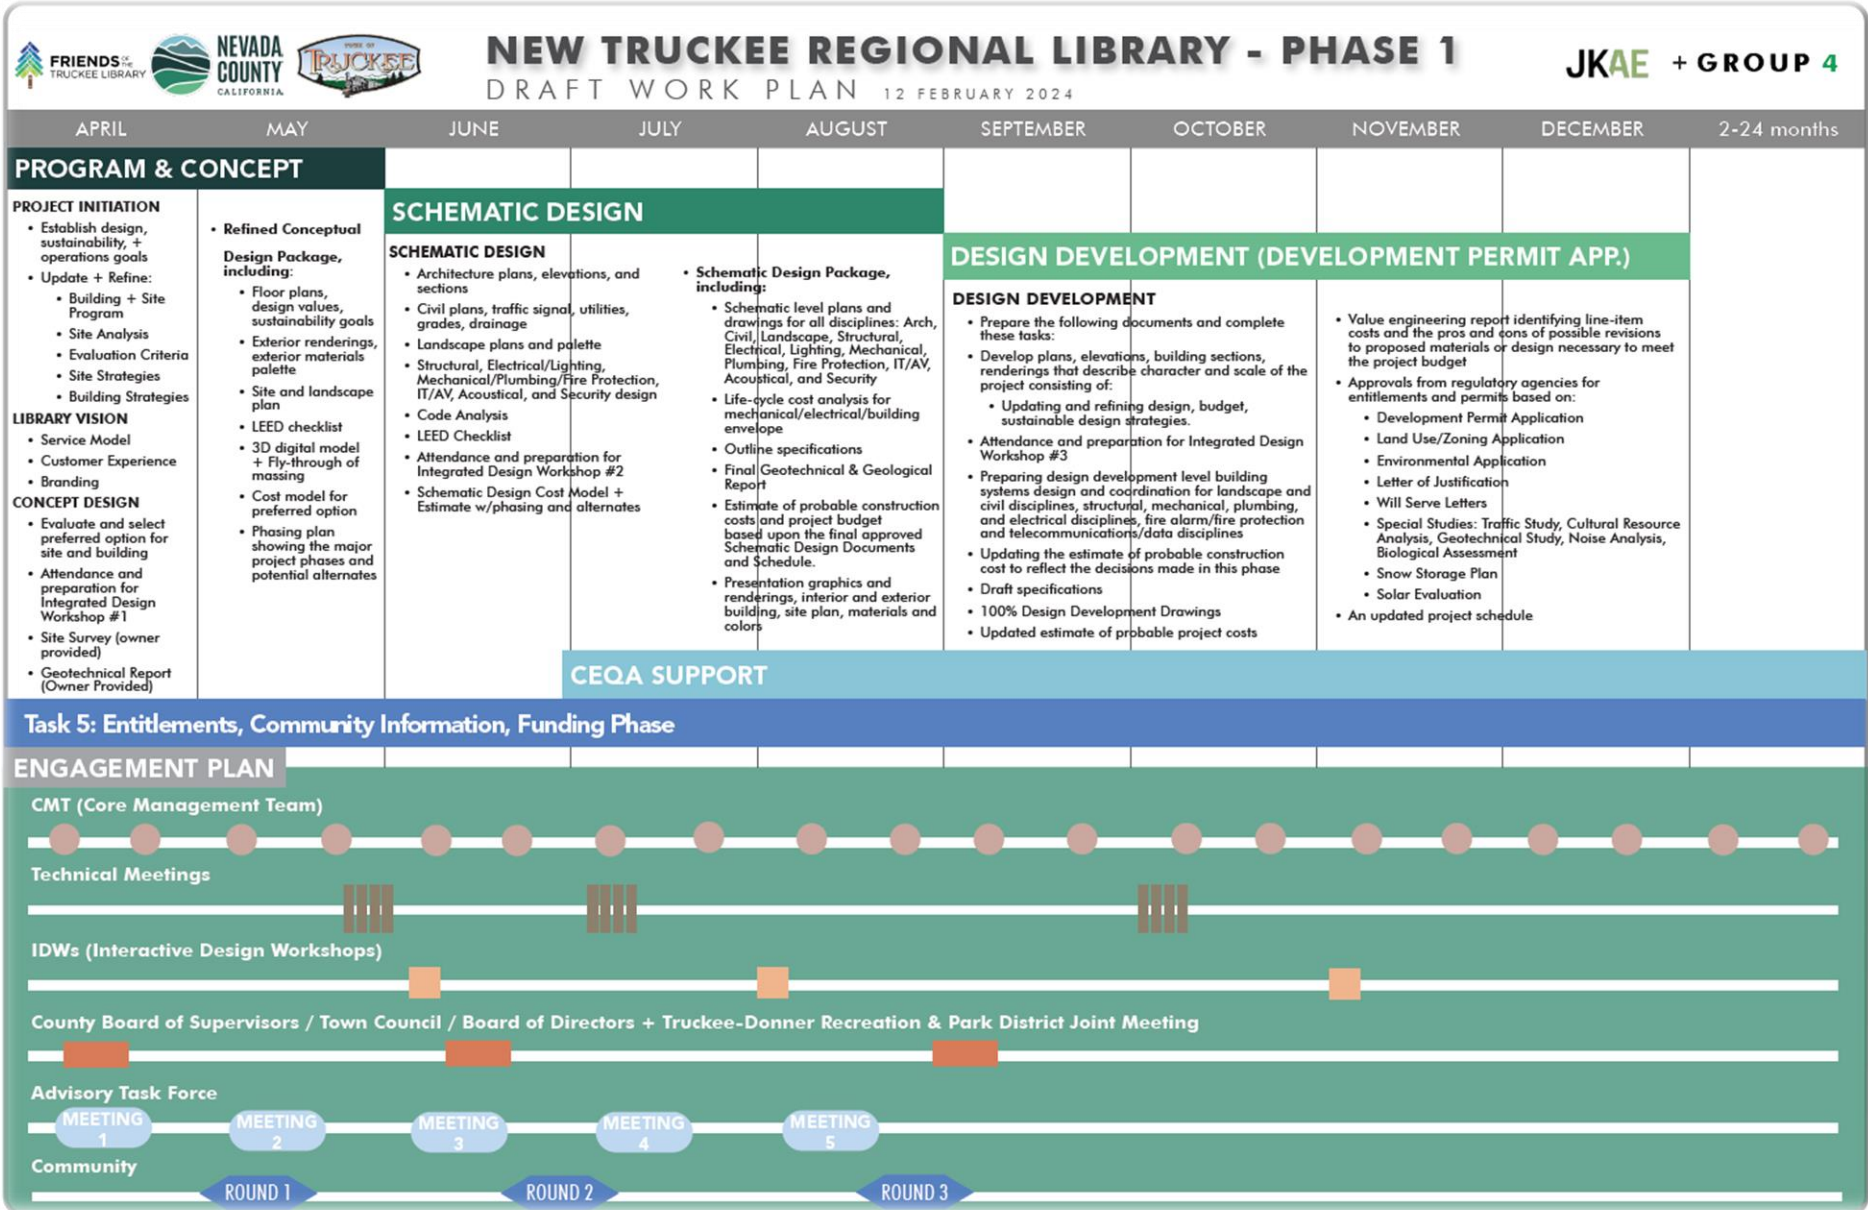 FRIENDS OF THE
TRUCKEE LIBRARY
NEVADA
COUNTY
CALIFORNIA
TOWN OF
TRUCKEE
NEW TRUCKEE REGIONAL LIBRARY - PHASE 1
DRAFT WORK PLAN 12 FEBRUARY 2024
JKAE + GROUP 4
APRIL MAY JUNE JULY AUGUST SEPTEMBER OCTOBER NOVEMBER DECEMBER 2-24 months
PROGRAM & CONCEPT
PROJECT INITIATION
• Establish design,
sustainability, +
operations goals
• Update + Refine:
• Building + Site
Program
• Site Analysis
• Evaluation Criteria
• Site Strategies
• Building Strategies
LIBRARY VISION
• Service Model
• Customer Experience
• Branding
CONCEPT DESIGN
• Evaluate and select
preferred option for
site and building
• Attendance and
preparation for
Integrated Design
Workshop #1
• Site Survey (owner
provided)
• Geotechnical Report
(Owner Provided)
• Refined Conceptual
Design Package,
including:
• Floor plans,
design values,
sustainability goals
• Exterior renderings,
exterior materials
palette
• Site and landscape
plan
• LEED checklist
• 3D digital model
+ Fly-through of
massing
• Cost model for
preferred option
• Phasing plan
showing the major
project phases and
potential alternates
SCHEMATIC DESIGN
SCHEMATIC DESIGN
• Architecture plans, elevations, and
sections
• Civil plans, traffic signal, utilities,
grades, drainage
• Landscape plans and palette
• Structural, Electrical/Lighting,
Mechanical/Plumbing/Fire Protection,
IT/AV, Acoustical, and Security design
• Code Analysis
• LEED Checklist
• Attendance and preparation for
Integrated Design Workshop #2
• Schematic Design Cost Model +
Estimate w/phasing and alternates
• Schematic Design Package,
including:
• Schematic level plans and
drawings for all disciplines: Arch,
Civil, Landscape, Structural,
Electrical, Lighting, Mechanical,
Plumbing, Fire Protection, IT/AV,
Acoustical, and Security
• Life-cycle cost analysis for
mechanical/electrical/building
envelope
• Outline specifications
• Final Geotechnical & Geological
Report
• Estimate of probable construction
costs and project budget
based upon the final approved
Schematic Design Documents
and Schedule.
• Presentation graphics and
renderings, interior and exterior
building, site plan, materials and
colors
DESIGN DEVELOPMENT (DEVELOPMENT PERMIT APP.)
DESIGN DEVELOPMENT
• Prepare the following documents and complete
these tasks:
• Develop plans, elevations, building sections,
renderings that describe character and scale of the
project consisting of:
• Updating and refining design, budget,
sustainable design strategies.
• Attendance and preparation for Integrated Design
Workshop #3
• Preparing design development level building
systems design and coordination for landscape and
civil disciplines, structural, mechanical, plumbing,
and electrical disciplines, fire alarm/fire protection
and telecommunications/data disciplines
• Updating the estimate of probable construction
cost to reflect the decisions made in this phase
• Draft specifications
• 100% Design Development Drawings
• Updated estimate of probable project costs
• Value engineering report identifying line-item
costs and the pros and cons of possible revisions
to proposed materials or design necessary to meet
the project budget
• Approvals from regulatory agencies for
entitlements and permits based on:
• Development Permit Application
• Land Use/Zoning Application
• Environmental Application
• Letter of Justification
• Will Serve Letters
• Special Studies: Traffic Study, Cultural Resource
Analysis, Geotechnical Study, Noise Analysis,
Biological Assessment
• Snow Storage Plan
• Solar Evaluation
• An updated project schedule
CEQA SUPPORT
Task 5: Entitlements, Community Information, Funding Phase
ENGAGEMENT PLAN
CMT (Core Management Team)
Technical Meetings
IDWs (Interactive Design Workshops)
County Board of Supervisors / Town Council / Board of Directors + Truckee-Donner Recreation & Park District Joint Meeting
Advisory Task Force
MEETING
1
MEETING
2
MEETING
3
MEETING
4
MEETING
5
Community
ROUND 1
ROUND 2
ROUND 3